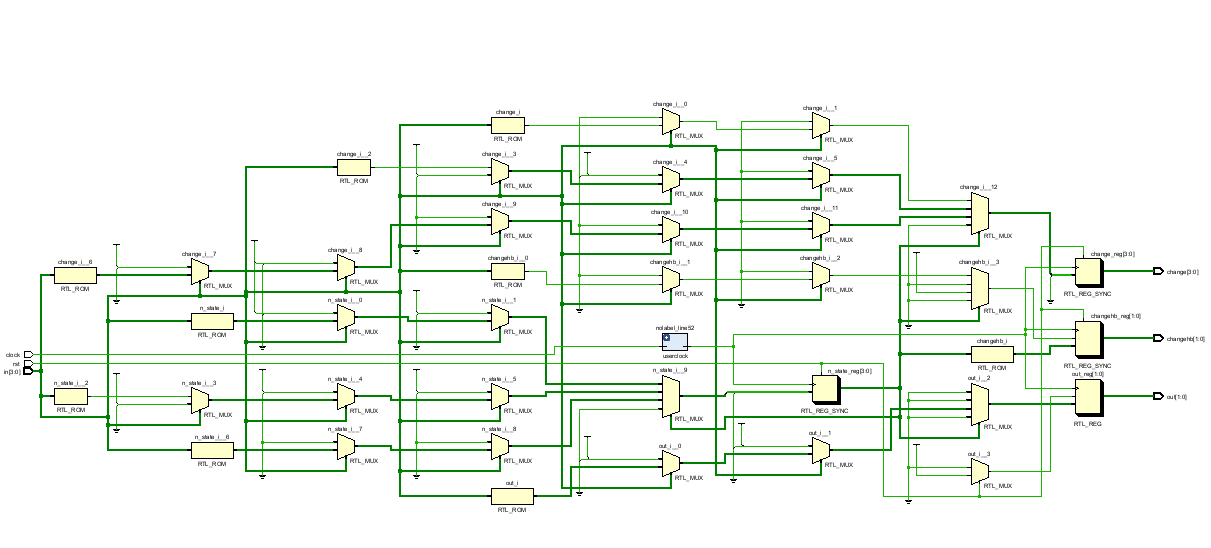 change_i__0
RTL_MUX
change_i
RTL_ROM
change_i__1
RTL_MUX
change_i__2
RTL_ROM
change_i__3
RTL_MUX
change_i__4
RTL_MUX
change_i__5
RTL_MUX
change_i__12
RTL_MUX
change_i__9
RTL_MUX
change_i__10
RTL_MUX
change_i__11
RTL_MUX
change_i__6
RTL_ROM
change_i__7
RTL_MUX
change_i__8
RTL_MUX
changehb_i__0
RTL_ROM
changehb_i__1
RTL_MUX
changehb_i__2
RTL_MUX
changehb_i__3
RTL_MUX
change_reg[3:0]
RTL_REG_SYNC
change[3:0]
n_state_i
RTL_ROM
n_state_i__0
RTL_MUX
n_state_i__1
RTL_MUX
nolabel_line52
userclock
changehb_i
RTL_ROM
changehb_reg[1:0]
RTL_REG_SYNC
changehb[1:0]
clock
rst
in[3:0]
n_state_i__2
RTL_ROM
n_state_i__3
RTL_MUX
n_state_i__4
RTL_MUX
n_state_i__5
RTL_MUX
n_state_i__9
RTL_MUX
n_state_reg[3:0]
RTL_REG_SYNC
out_i__2
RTL_MUX
out_reg[1:0]
RTL_REG
out[1:0]
n_state_i__6
RTL_ROM
n_state_i__7
RTL_MUX
n_state_i__8
RTL_MUX
out_i__0
RTL_MUX
out_i__1
RTL_MUX
out_i__3
RTL_MUX
out_i
RTL_ROM